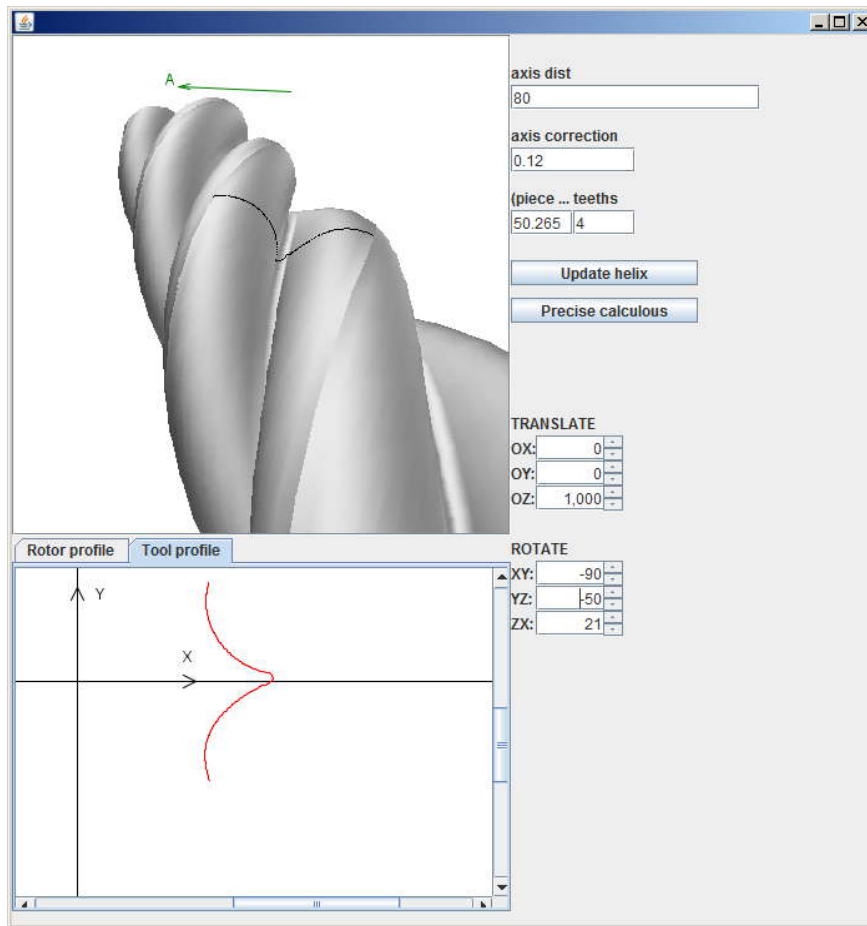 A
axis dist
80
axis correction
0.12
(piece ... teeths
50.265 4
Update helix
Precise calculous
TRANSLATE
OX: 0
OY: 0
OZ: 1,000
Rotor profile Tool profile
ROTATE
XY: -90
YZ: -50
ZX: 21
Y
X